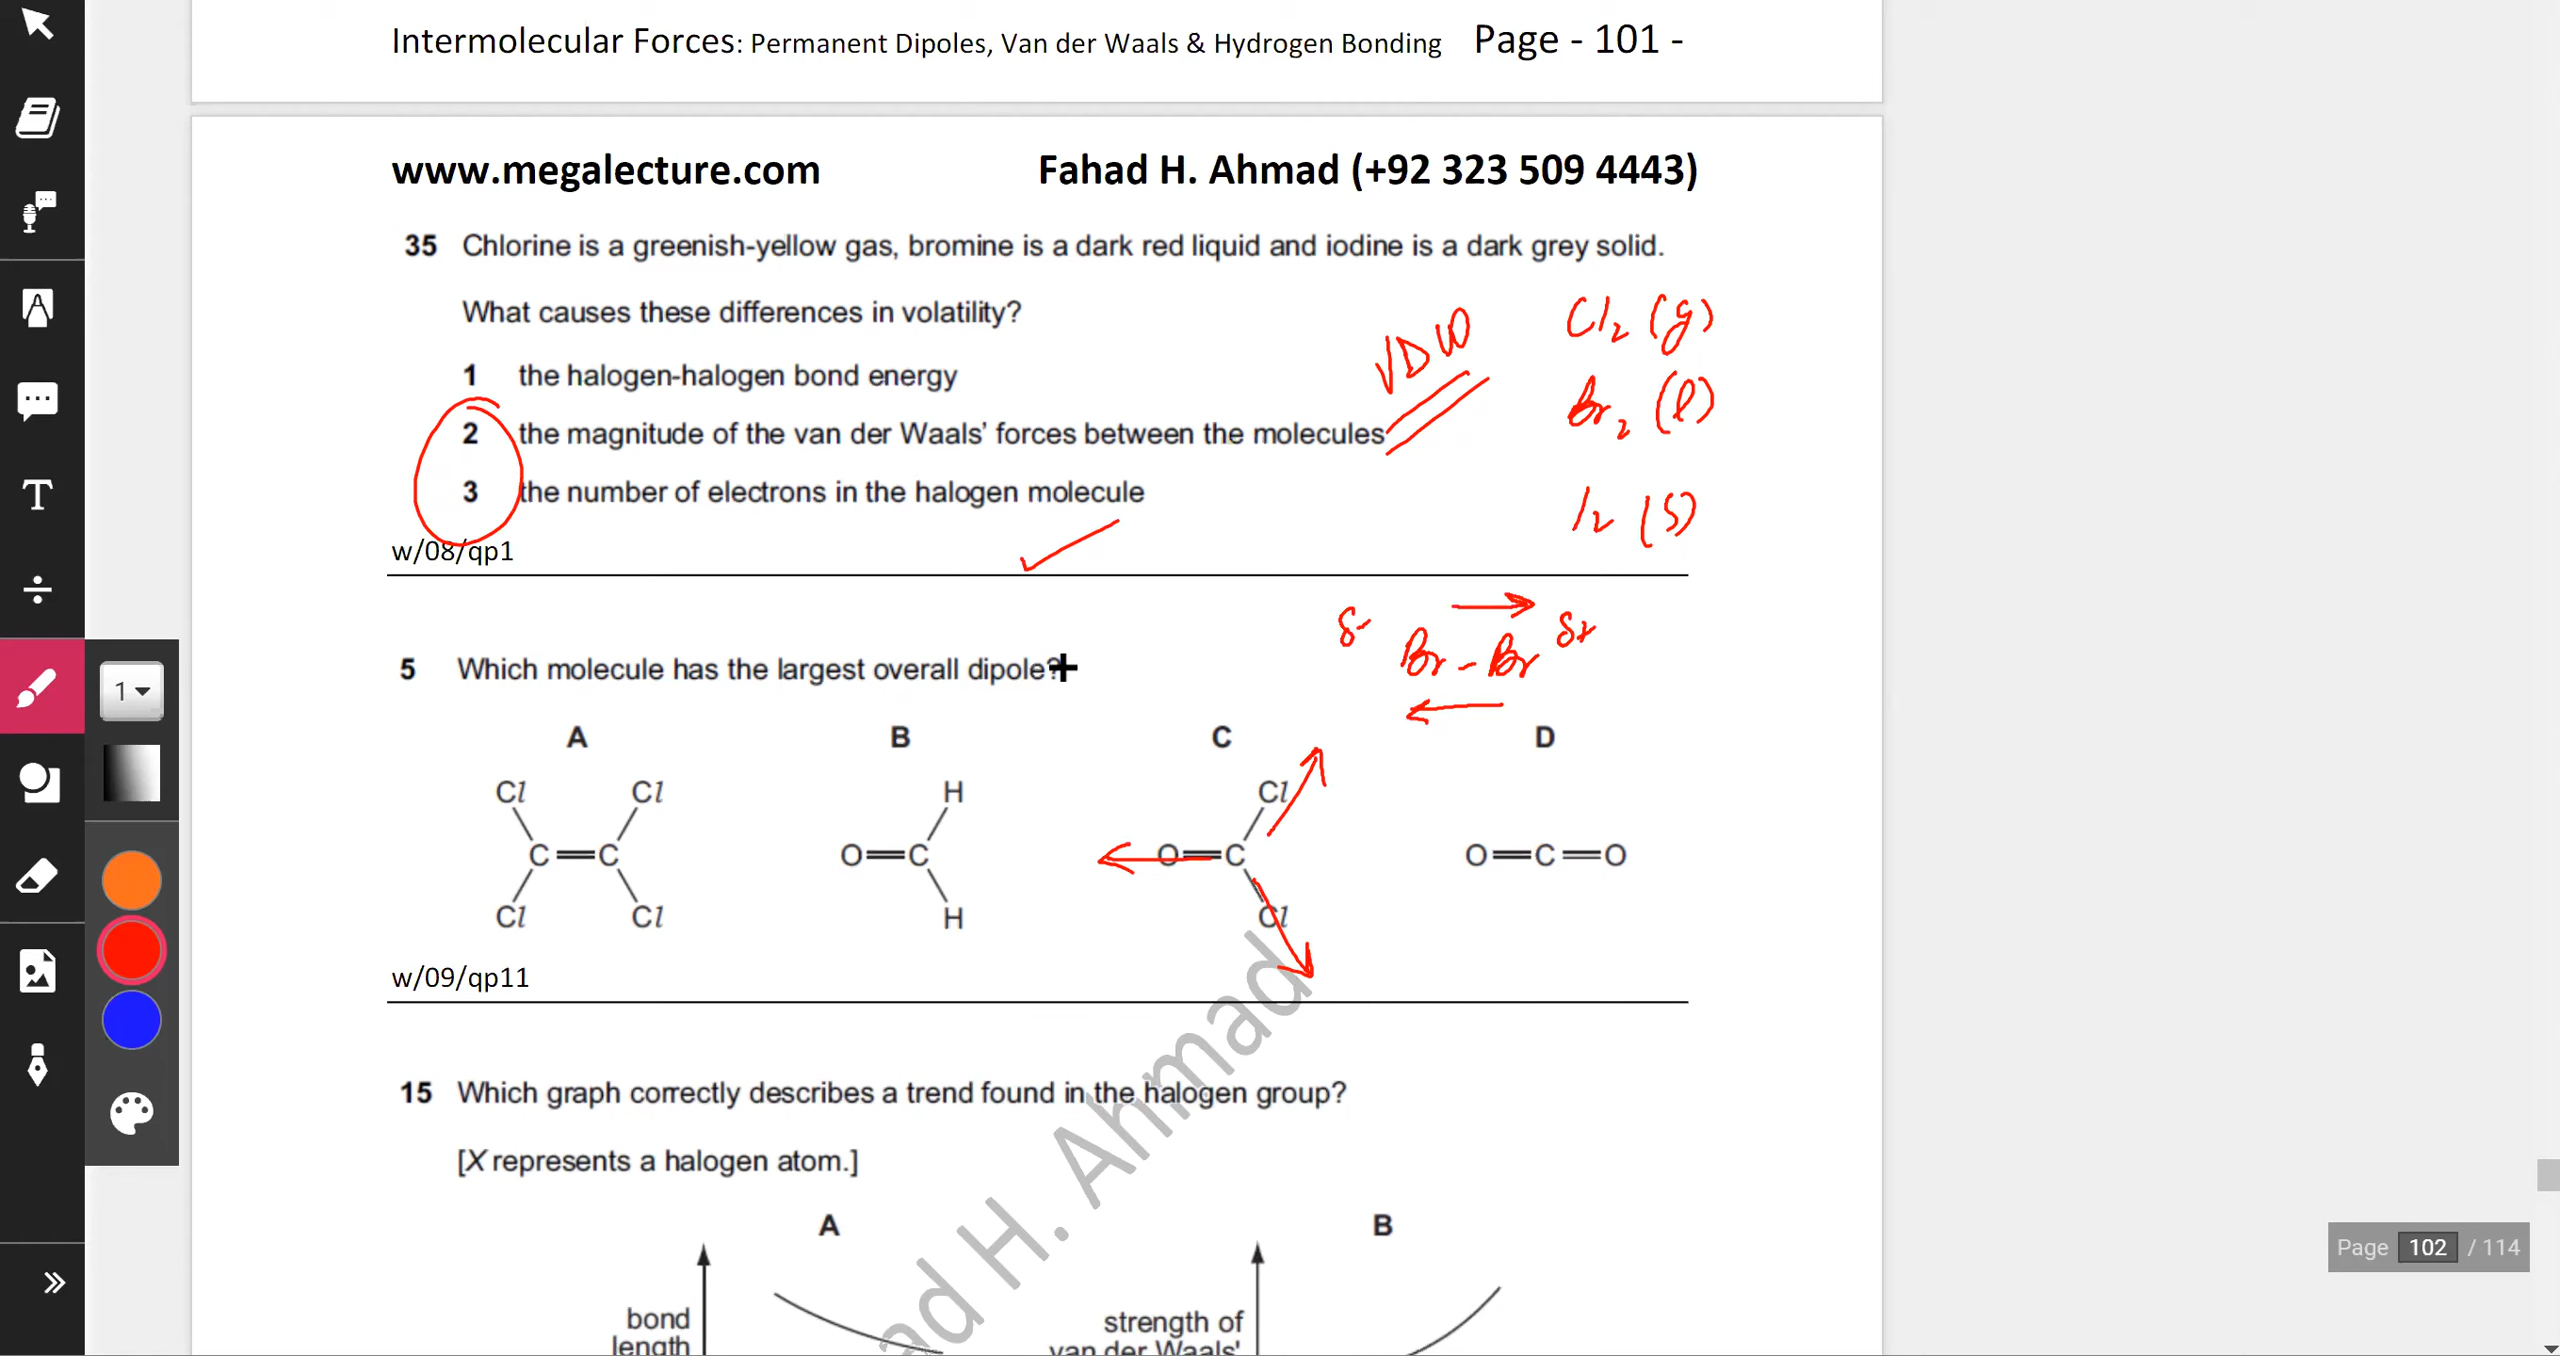 Intermolecular Forces: Permanent Dipoles, Van der Waals & Hydrogen Bonding Page - 101 -
www.megalecture.com Fahad H. Ahmad (+92 323 509 4443)
35 Chlorine is a greenish-yellow gas, bromine is a dark red liquid and iodine is a dark grey solid.
What causes these differences in volatility?
Cl2 (g)
VDW
1 the halogen-halogen bond energy
Br2 (l)
2 the magnitude of the van der Waals' forces between the molecules
3 the number of electrons in the halogen molecule
I2 (s)
w/08/qp1
δ- Br - Br δ+
5 Which molecule has the largest overall dipole?
A B C D
Cl Cl H Cl
C=C O=C O=C O=C=O
Cl Cl H Cl
w/09/qp11
15 Which graph correctly describes a trend found in the halogen group?
[X represents a halogen atom.]
A B
bond
length
strength of
van der Waals'
ad H. Ahmad
T
1
Page 102 / 114